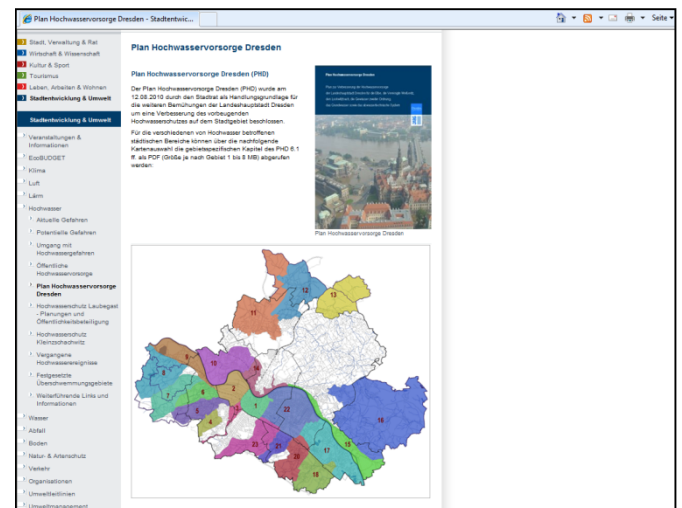 Plan Hochwasservorsorge Dresden - Stadtentwic...
Seite
Stadt, Verwaltung & Rat
Wirtschaft & Wissenschaft
Kultur & Sport
Tourismus
Leben, Arbeiten & Wohnen
Stadtentwicklung & Umwelt
Stadtentwicklung & Umwelt
Veranstaltungen &
Informationen
EcoBUDGET
Klima
Luft
Lärm
Hochwasser
Aktuelle Gefahren
Potentielle Gefahren
Umgang mit
Hochwassergefahren
Öffentliche
Hochwasservorsorge
Plan Hochwasservorsorge
Dresden
Hochwasserschutz Laubegast
- Planungen und
Öffentlichkeitsbeteiligung
Hochwasserschutz
Kleinzschachwitz
Vergangene
Hochwasserereignisse
Festgesetzte
Überschwemmungsgebiete
Weiterführende Links und
Informationen
Wasser
Abfall
Boden
Natur- & Artenschutz
Verkehr
Organisationen
Umweltleitlinien
Umweltmanagement
Plan Hochwasservorsorge Dresden
Plan Hochwasservorsorge Dresden (PHD)
Der Plan Hochwasservorsorge Dresden (PHD) wurde am
12.08.2010 durch den Stadtrat als Handlungsgrundlage für
die weiteren Bemühungen der Landeshauptstadt Dresden
um eine Verbesserung des vorbeugenden
Hochwasserschutzes auf dem Stadtgebiet beschlossen.
Für die verschiedenen von Hochwasser betroffenen
städtischen Bereiche können über die nachfolgende
Kartenauswahl die gebietsspezifischen Kapitel des PHD 6.1
ff. als PDF (Größe je nach Gebiet 1 bis 8 MB) abgerufen
werden:
Plan Hochwasservorsorge Dresden
Plan Hochwasservorsorge Dresden
12
13
11
9
10
14
8
6
2
7
5
3
1
22
4
16
23
21
17
15
20
18